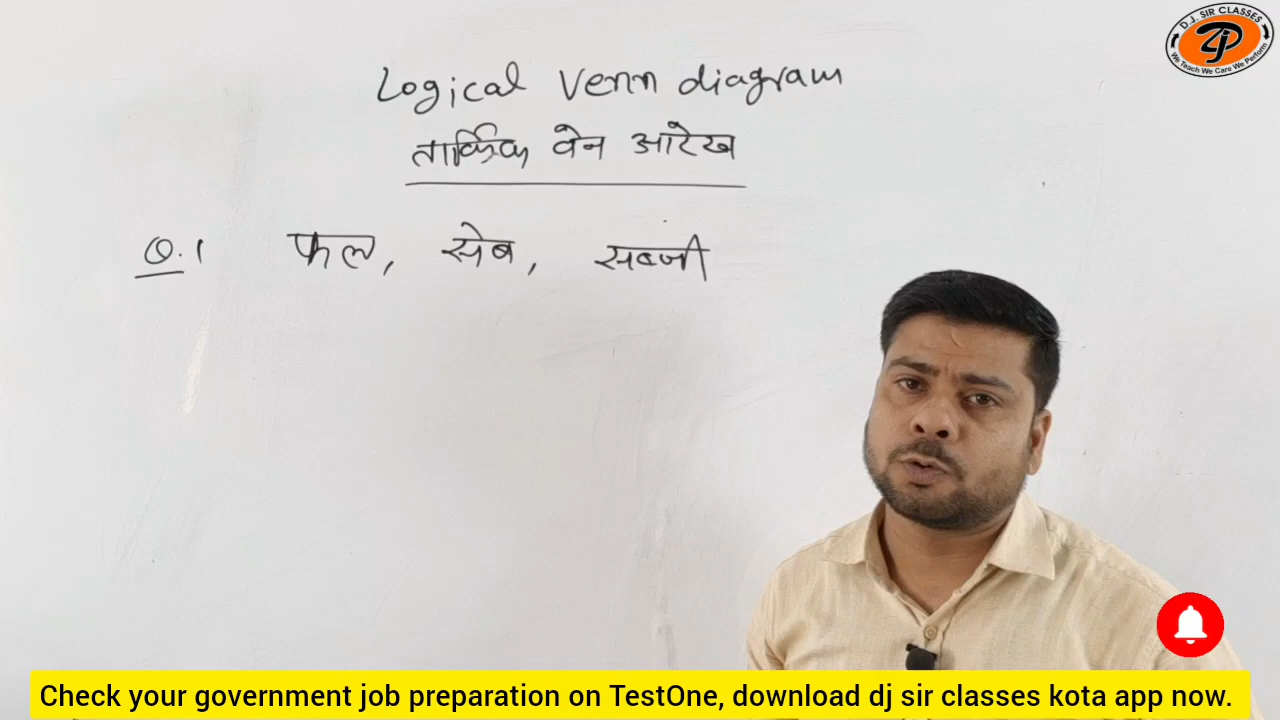 D.J. SIR CLASSES
We Teach We Care We Perform
Logical Venn diagram
तार्किक वेन आरेख
Q.1 फल, सेब, सब्जी
Check your government job preparation on TestOne, download dj sir classes kota app now.